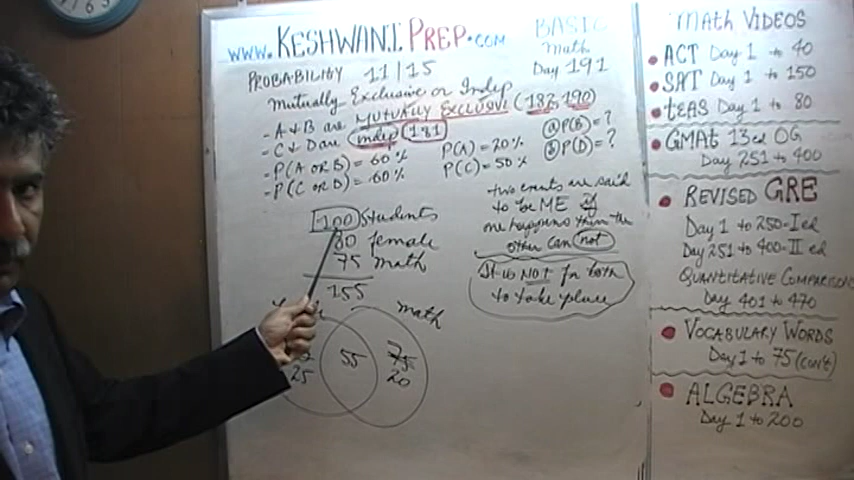 www.KESHWANIPREP.com
BASIC
Math
Day 191
PROBABILITY 11/15
Mutually Exclusive or Indep
- A & B are MUTUALLY EXCLUSIVE (182, 190)
- C & D are indep 181
- P(A OR B) = 60%
- P(C OR D) = 60%
P(A) = 20%
P(C) = 50%
ⓐ P(B) = ?
ⓑ P(D) = ?
100 Students
80 female
75 math
155
math
55
75
25
20
two events are said
to be ME if
one happens then the
other can not
It is NOT for both
to take place
Math VIDEOS
ACT Day 1 to 40
SAT Day 1 to 150
tEAS Day 1 to 80
GMAt 13ed OG
Day 251 to 400
REVISED GRE
Day 1 to 250-I ed
Day 251 to 400-II ed
QUANTITATIVE COMPARISONS
Day 401 to 470
VOCABULARY WORDS
Day 1 to 75 (con't)
ALGEBRA
Day 1 to 200